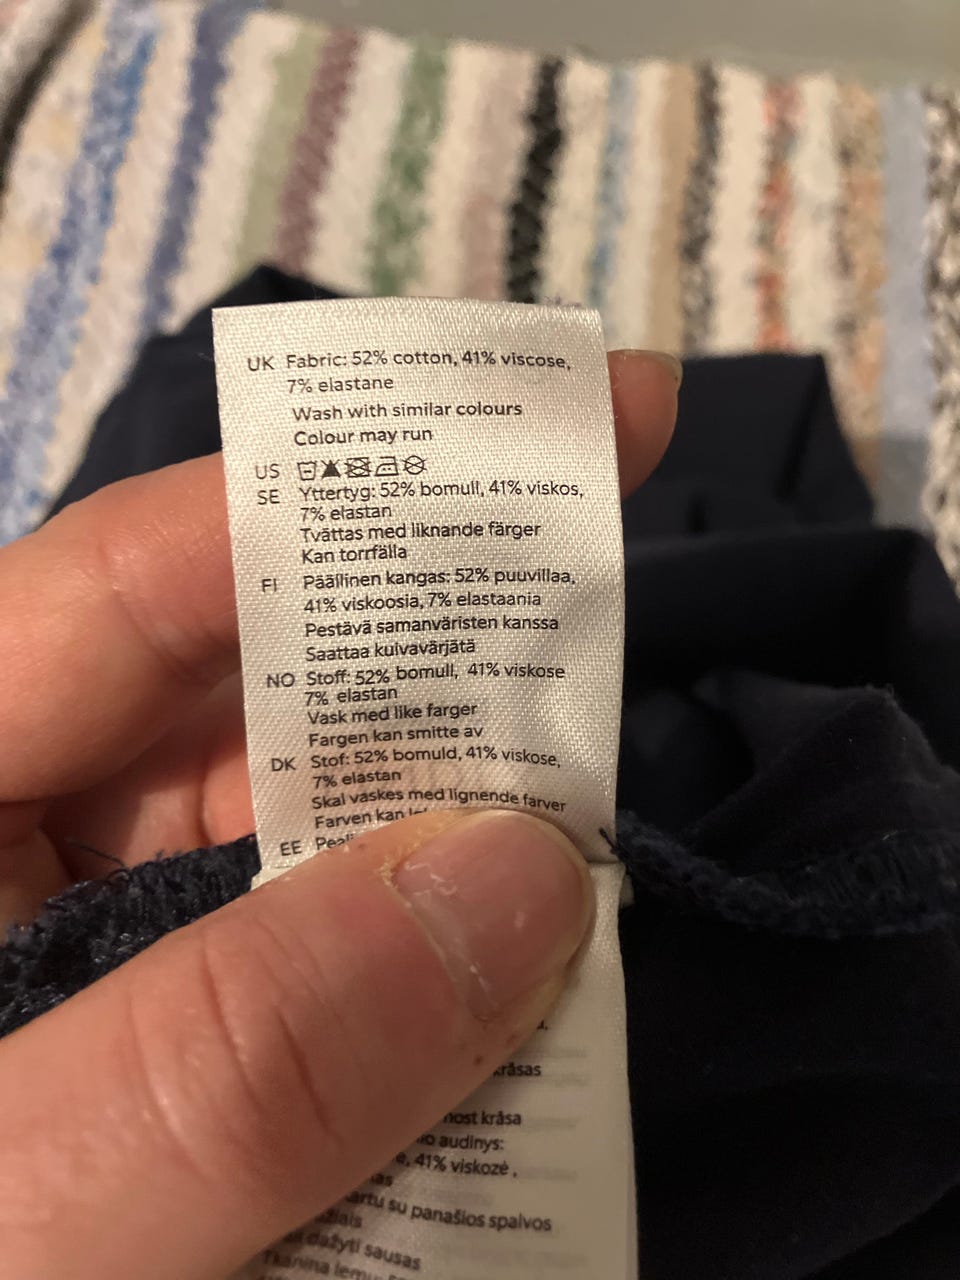 UK Fabric: 52% cotton, 41% viscose,
7% elastane
Wash with similar colours
Colour may run
US
SE Yttertyg: 52% bomull, 41% viskos,
7% elastan
Tvättas med liknande färger
Kan torrfälla
FI Päällinen kangas: 52% puuvillaa,
41% viskoosia, 7% elastaania
Pestävä samanväristen kanssa
Saattaa kuivavärjätä
NO Stoff: 52% bomull, 41% viskose
7% elastan
Vask med like farger
Fargen kan smitte av
DK Stof: 52% bomuld, 41% viskose,
7% elastan
Skal vaskes med lignende farver
Farven kan
EE
krāsas
krāsa
audinys:
41% viskozė,
su panašios spalvos
dažyti sausas